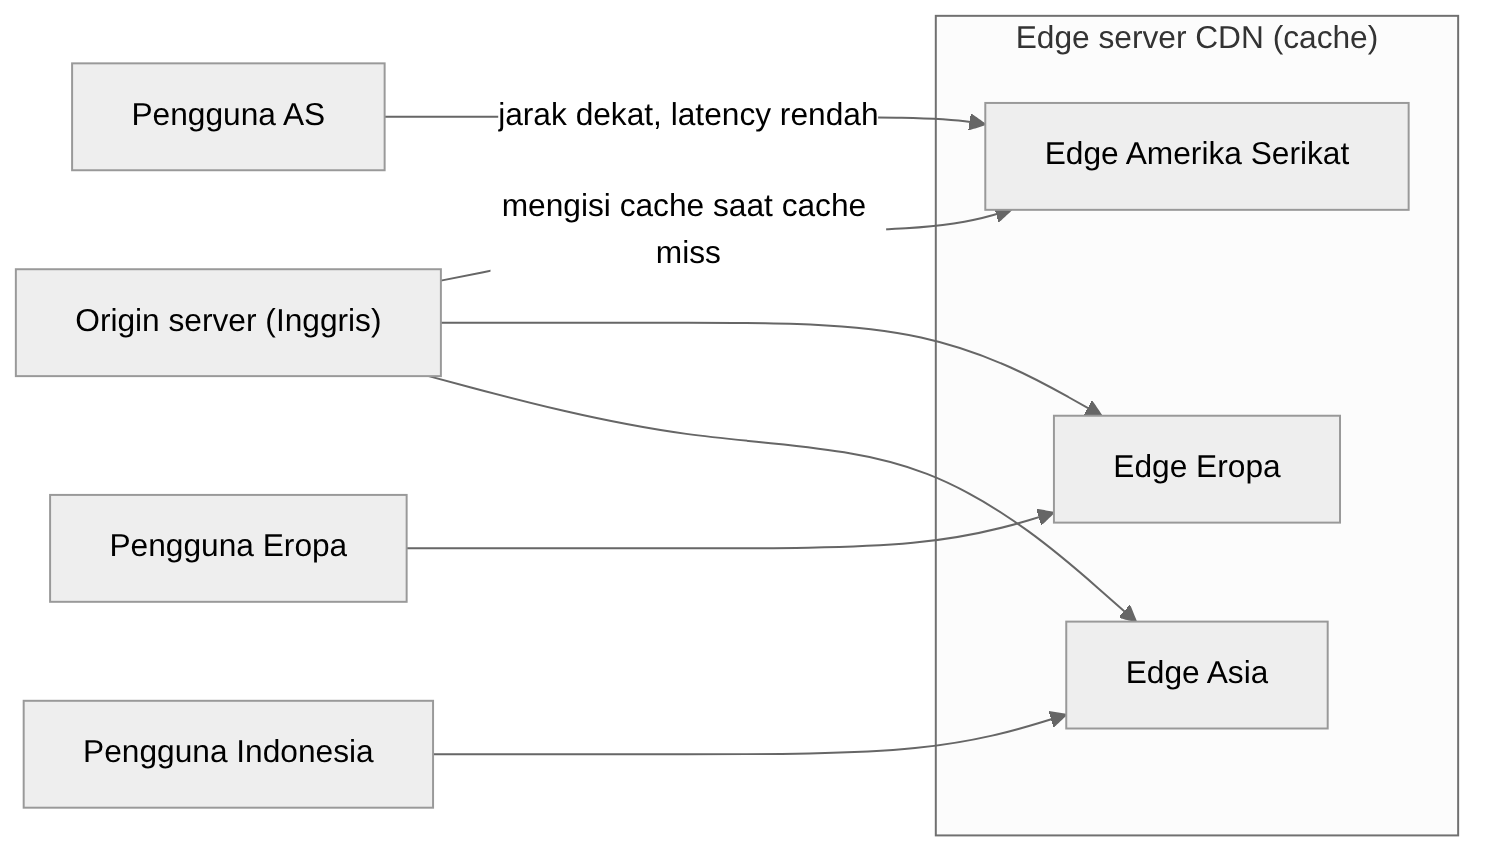 Edge server CDN (cache)
Pengguna AS
jarak dekat, latency rendah
Edge Amerika Serikat
mengisi cache saat cache
miss
Origin server (Inggris)
Edge Eropa
Pengguna Eropa
Edge Asia
Pengguna Indonesia